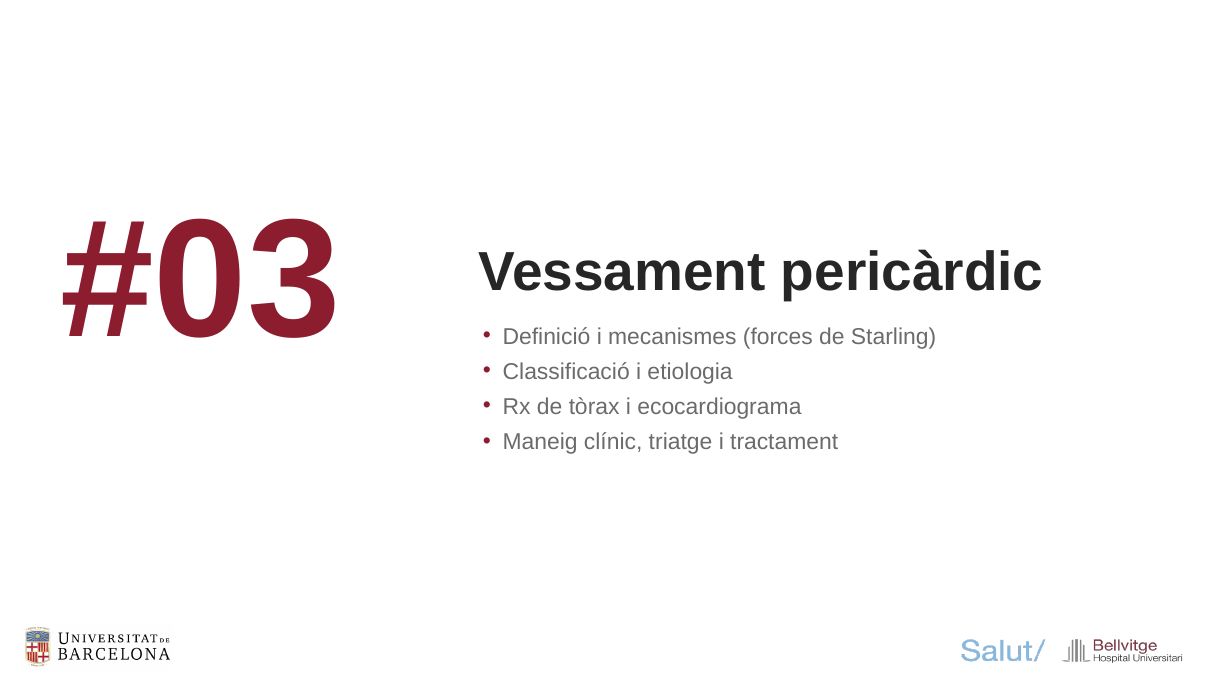 #03
Vessament pericàrdic
• Definició i mecanismes (forces de Starling)
• Classificació i etiologia
• Rx de tòrax i ecocardiograma
• Maneig clínic, triatge i tractament
UNIVERSITAT DE
BARCELONA
Salut/
Bellvitge
Hospital Universitari